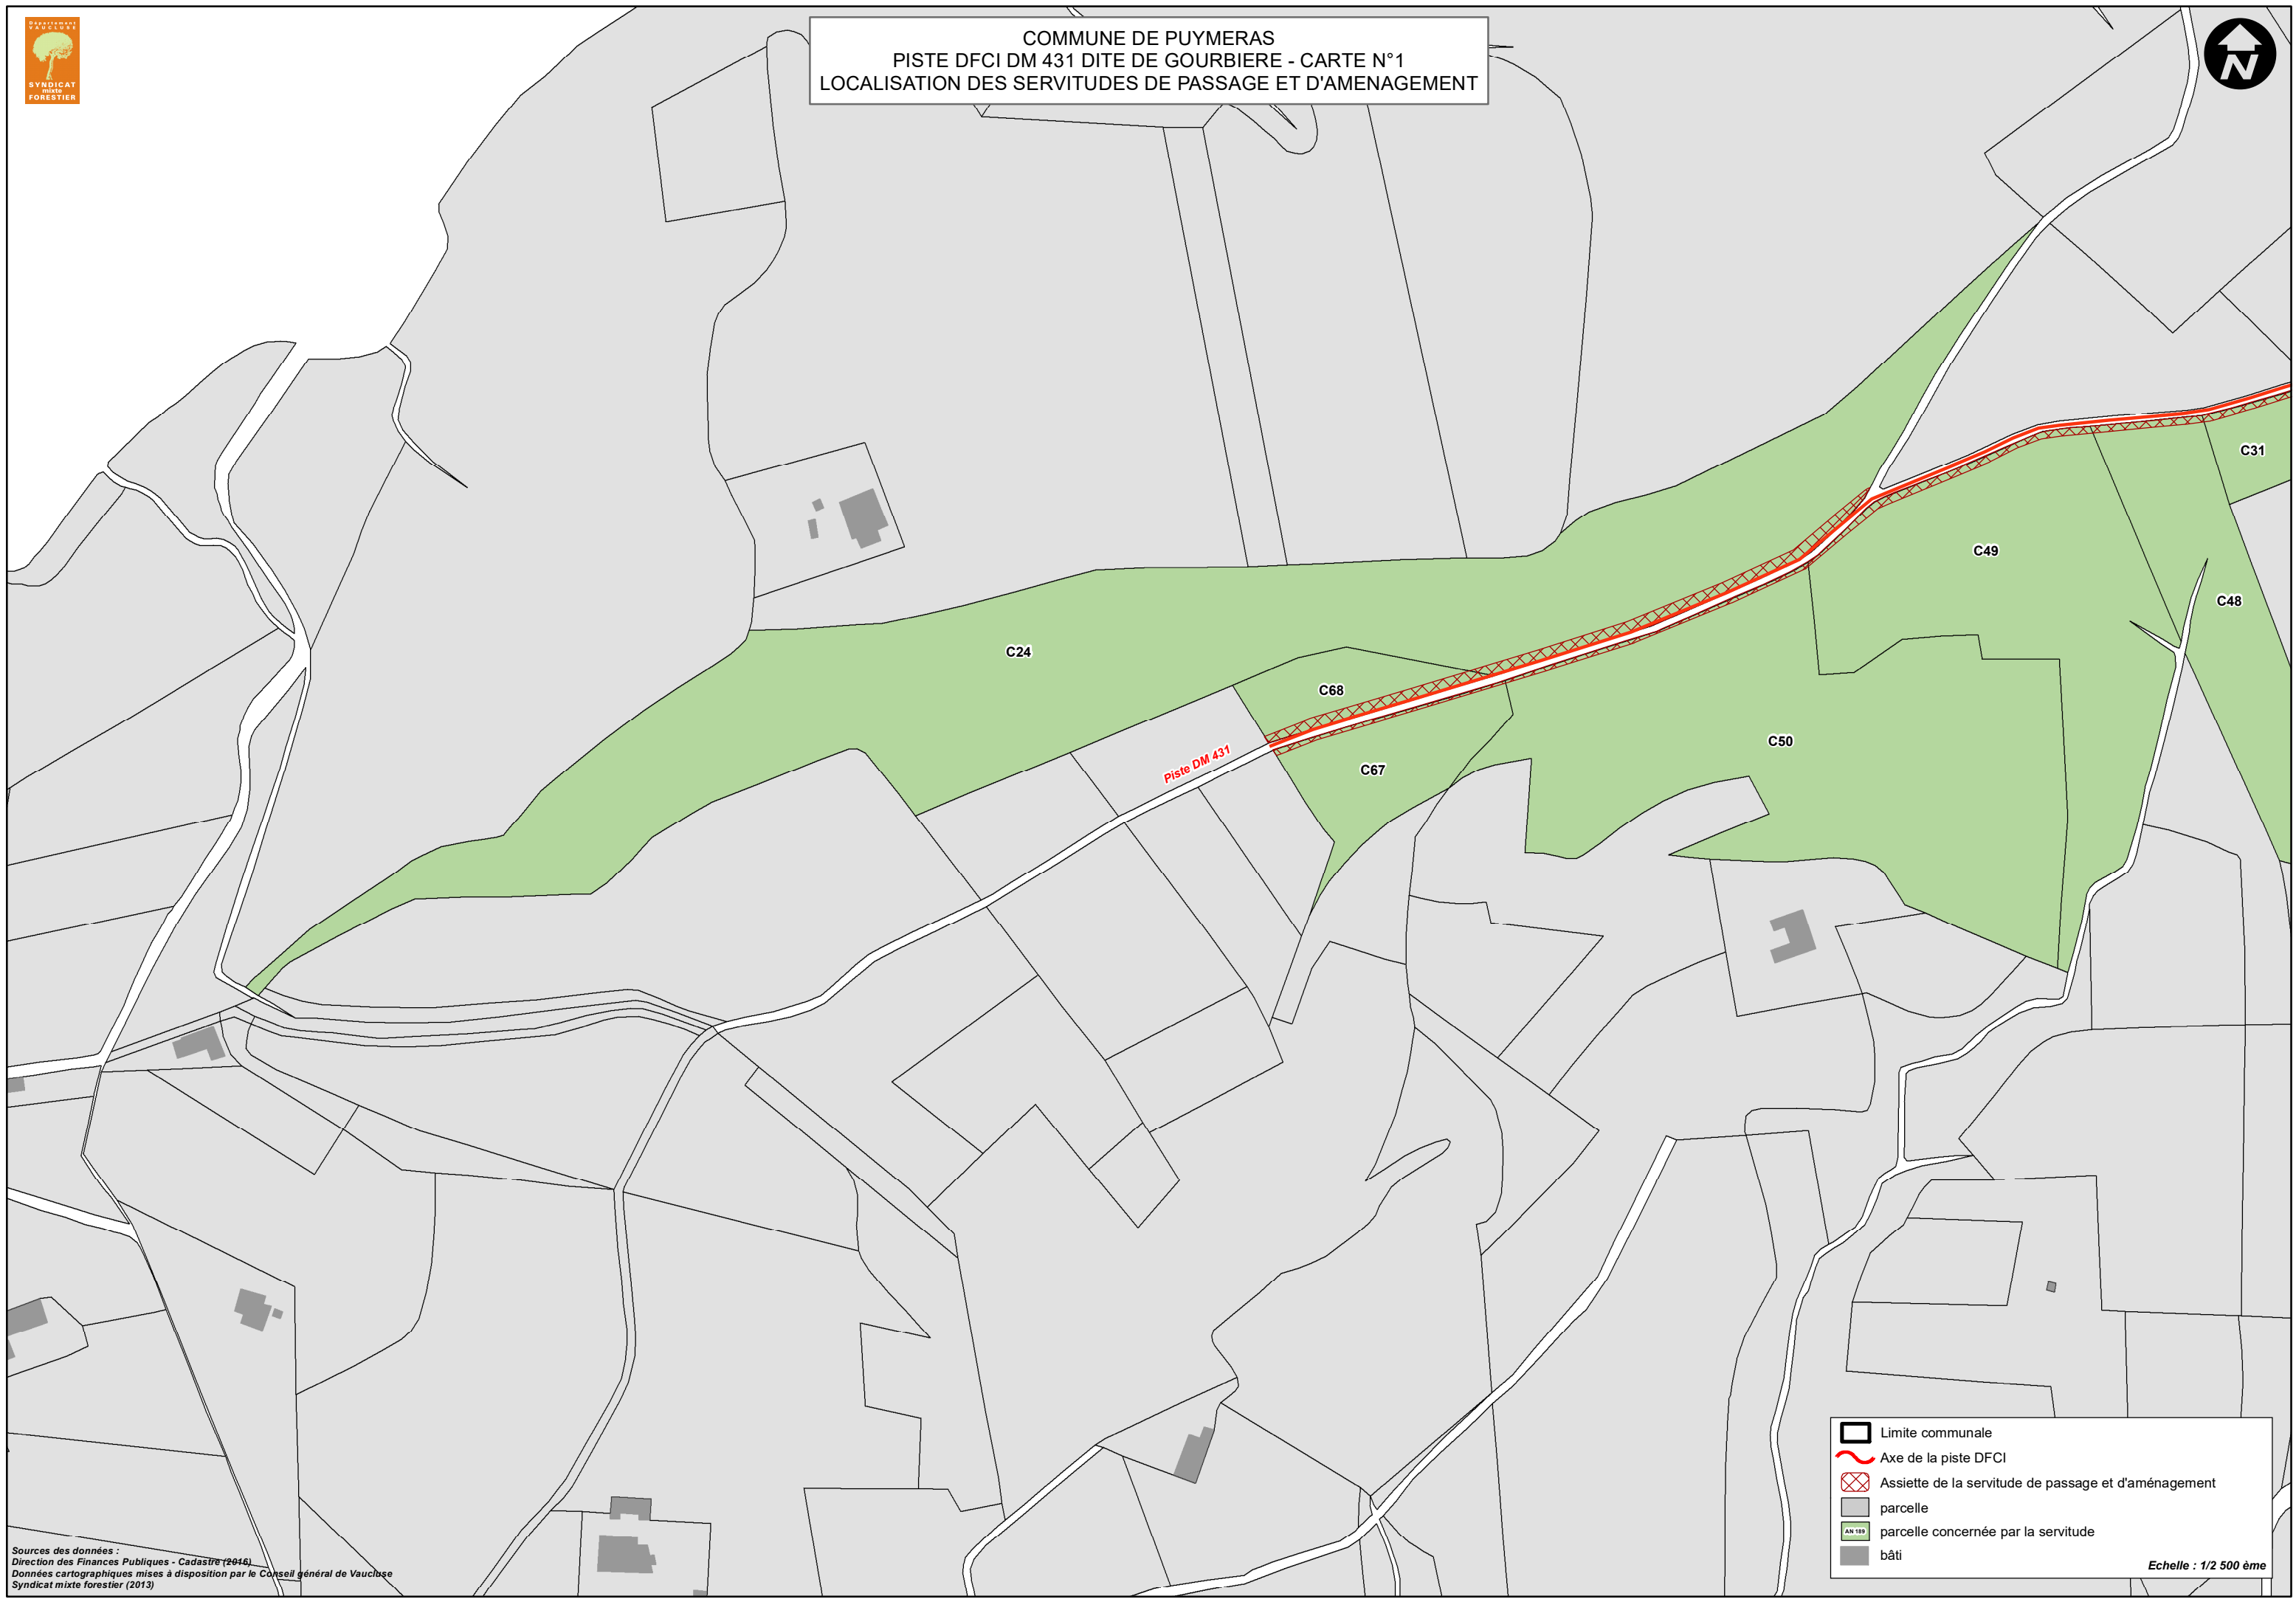 Département
VAUCLUSE
SYNDICAT
mixte
FORESTIER
COMMUNE DE PUYMERAS
PISTE DFCI DM 431 DITE DE GOURBIERE - CARTE N°1
LOCALISATION DES SERVITUDES DE PASSAGE ET D'AMENAGEMENT
N
C31
C49
C48
C24
C68
C50
Piste DM 431
C67
Limite communale
Axe de la piste DFCI
Assiette de la servitude de passage et d'aménagement
parcelle
AN 189 parcelle concernée par la servitude
bâti
Echelle : 1/2 500 ème
Sources des données :
Direction des Finances Publiques - Cadastre (2016)
Données cartographiques mises à disposition par le Conseil général de Vaucluse
Syndicat mixte forestier (2013)